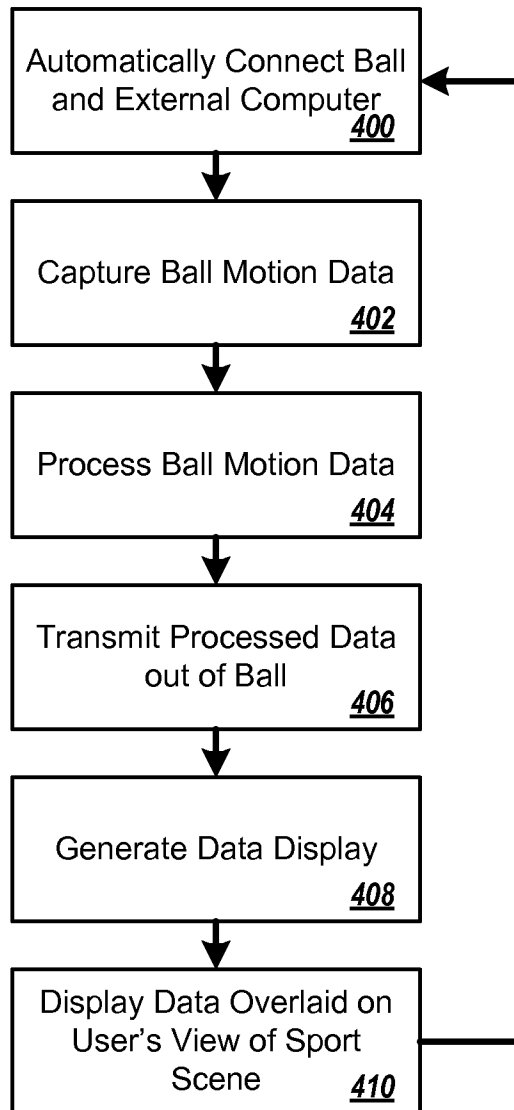 Automatically Connect Ball
and External Computer
400
Capture Ball Motion Data
402
Process Ball Motion Data
404
Transmit Processed Data
out of Ball
406
Generate Data Display
408
Display Data Overlaid on
User's View of Sport
Scene
410